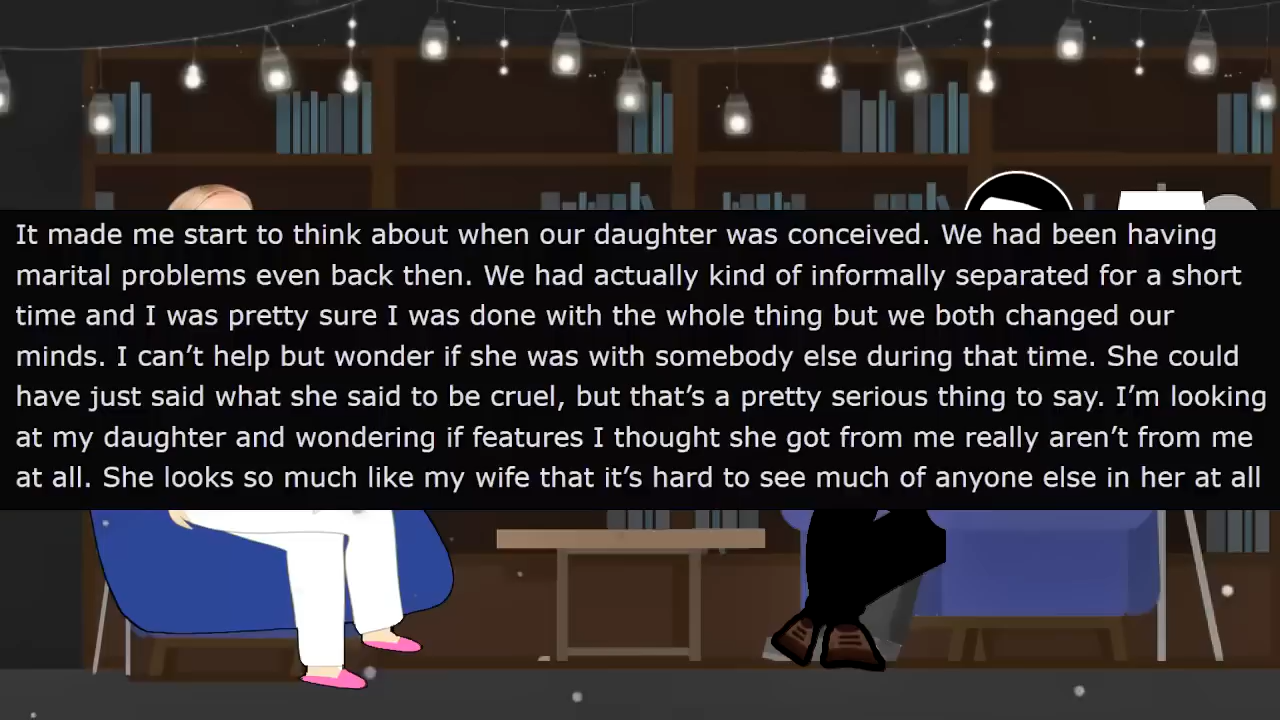 It made me start to think about when our daughter was conceived. We had been having
marital problems even back then. We had actually kind of informally separated for a short
time and I was pretty sure I was done with the whole thing but we both changed our
minds. I can’t help but wonder if she was with somebody else during that time. She could
have just said what she said to be cruel, but that’s a pretty serious thing to say. I’m looking
at my daughter and wondering if features I thought she got from me really aren’t from me
at all. She looks so much like my wife that it’s hard to see much of anyone else in her at all